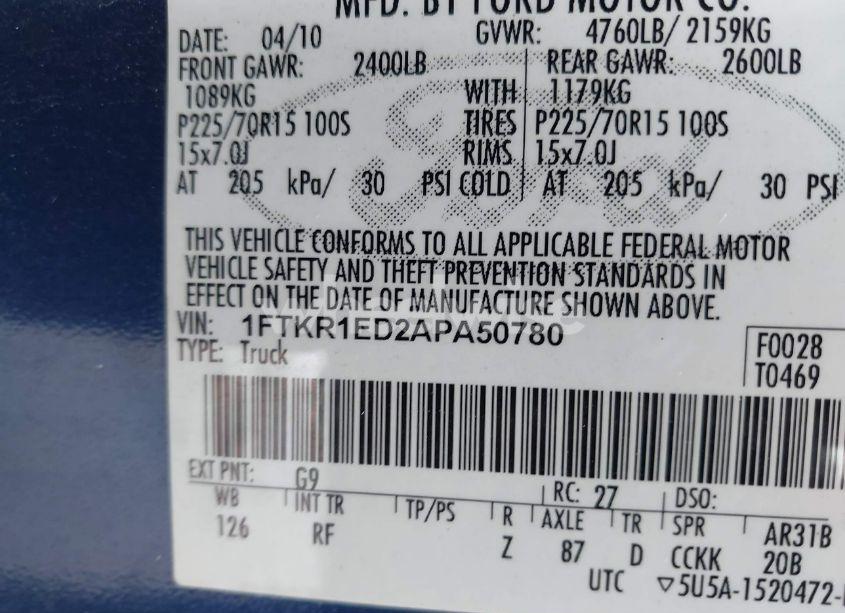 MFD. BY FORD MOTOR CO.
DATE: 04/10 GVWR: 4760LB/ 2159KG
FRONT GAWR: 2400LB REAR GAWR: 2600LB
1089KG WITH 1179KG
P225/70R15 100S TIRES P225/70R15 100S
15x7.0J RIMS 15x7.0J
AT 205 kPa/ 30 PSI COLD AT 205 kPa/ 30 PSI
THIS VEHICLE CONFORMS TO ALL APPLICABLE FEDERAL MOTOR
VEHICLE SAFETY AND THEFT PREVENTION STANDARDS IN
EFFECT ON THE DATE OF MANUFACTURE SHOWN ABOVE.
VIN: 1FTKR1ED2APA50780
TYPE: Truck
F0028
T0469
EXT PNT: G9 RC: 27 DSO:
WB INT TR TP/PS R AXLE TR SPR AR31B
126 RF Z 87 D CCKK 20B
UTC ▽5U5A-1520472-
Ford